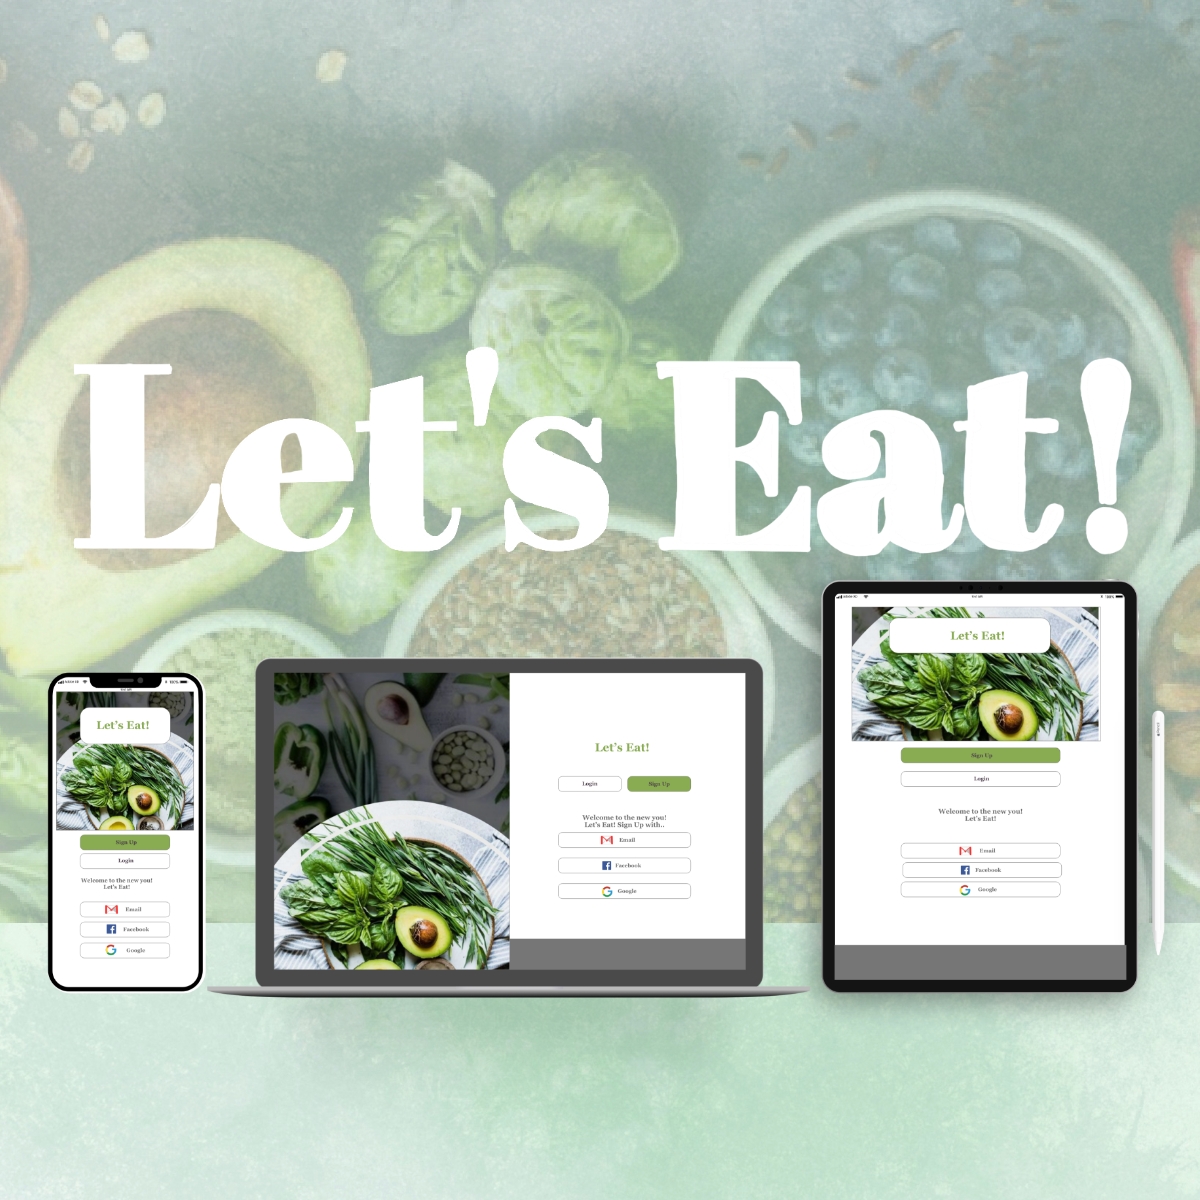 Let's Eat!
100%
Let's Eat!
Sign Up
Login
Welcome to the new you!
Let's Eat!
Email
Facebook
Google
Let's Eat!
Login
Sign Up
Welcome to the new you!
Let's Eat! Sign Up with..
Email
Facebook
Google
100%
Let's Eat!
Sign Up
Login
Welcome to the new you!
Let's Eat!
Email
Facebook
Google